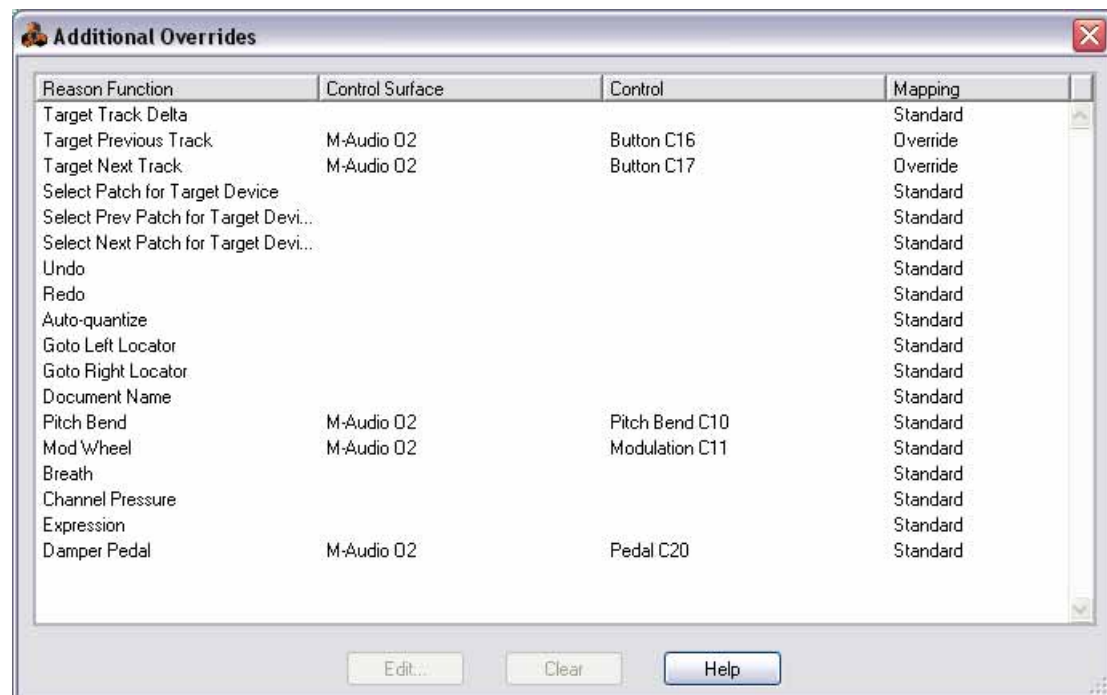 Additional Overrides
Reason Function Control Surface Control Mapping
Target Track Delta Standard
Target Previous Track M-Audio O2 Button C16 Override
Target Next Track M-Audio O2 Button C17 Override
Select Patch for Target Device Standard
Select Prev Patch for Target Devi... Standard
Select Next Patch for Target Devi... Standard
Undo Standard
Redo Standard
Auto-quantize Standard
Goto Left Locator Standard
Goto Right Locator Standard
Document Name Standard
Pitch Bend M-Audio O2 Pitch Bend C10 Standard
Mod Wheel M-Audio O2 Modulation C11 Standard
Breath Standard
Channel Pressure Standard
Expression Standard
Damper Pedal M-Audio O2 Pedal C20 Standard
Edit... Clear Help